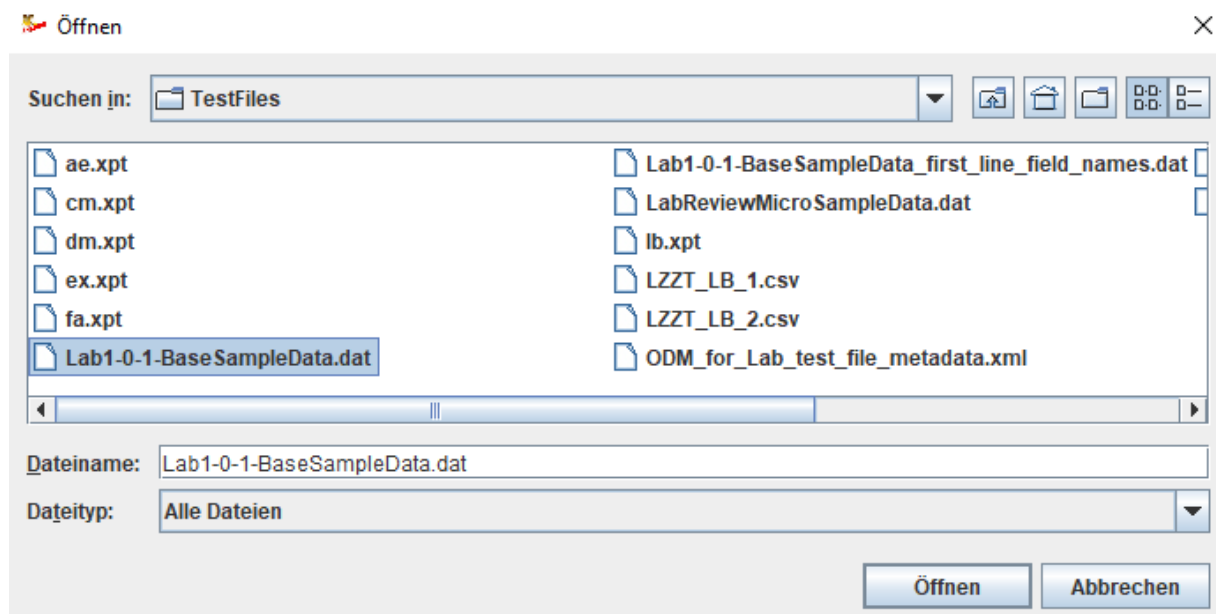 Öffnen
Suchen in: TestFiles
ae.xpt
cm.xpt
dm.xpt
ex.xpt
fa.xpt
Lab1-0-1-BaseSampleData.dat
Lab1-0-1-BaseSampleData_first_line_field_names.dat
LabReviewMicroSampleData.dat
lb.xpt
LZZT_LB_1.csv
LZZT_LB_2.csv
ODM_for_Lab_test_file_metadata.xml
Dateiname: Lab1-0-1-BaseSampleData.dat
Dateityp: Alle Dateien
Öffnen Abbrechen